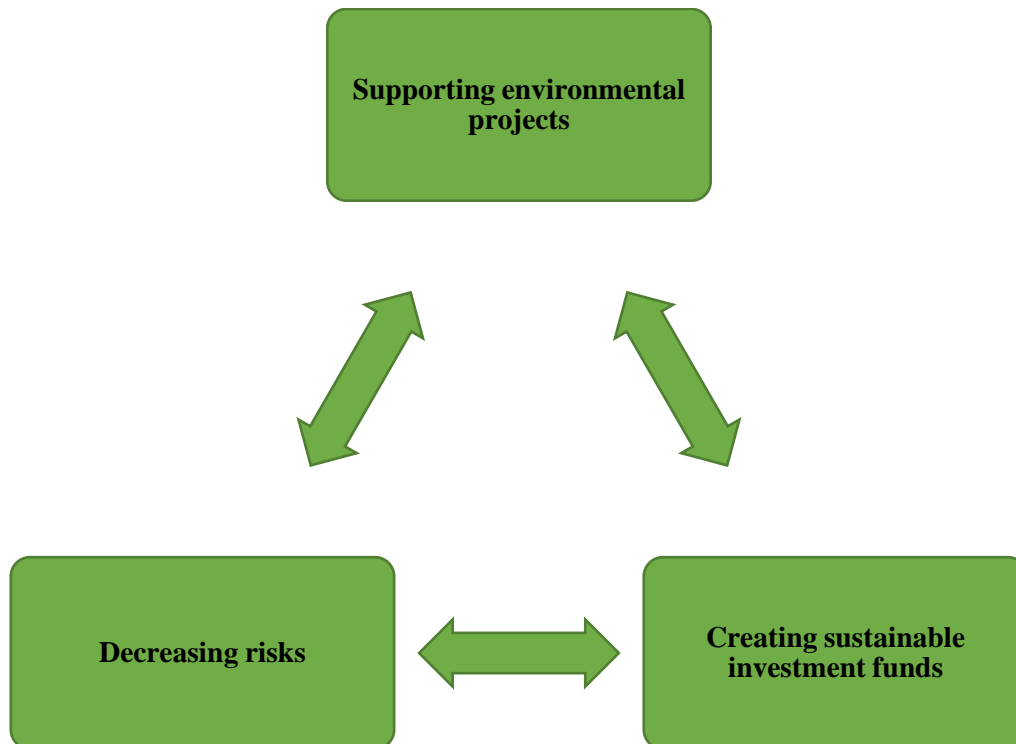 Supporting environmental
projects
Decreasing risks
Creating sustainable
investment funds